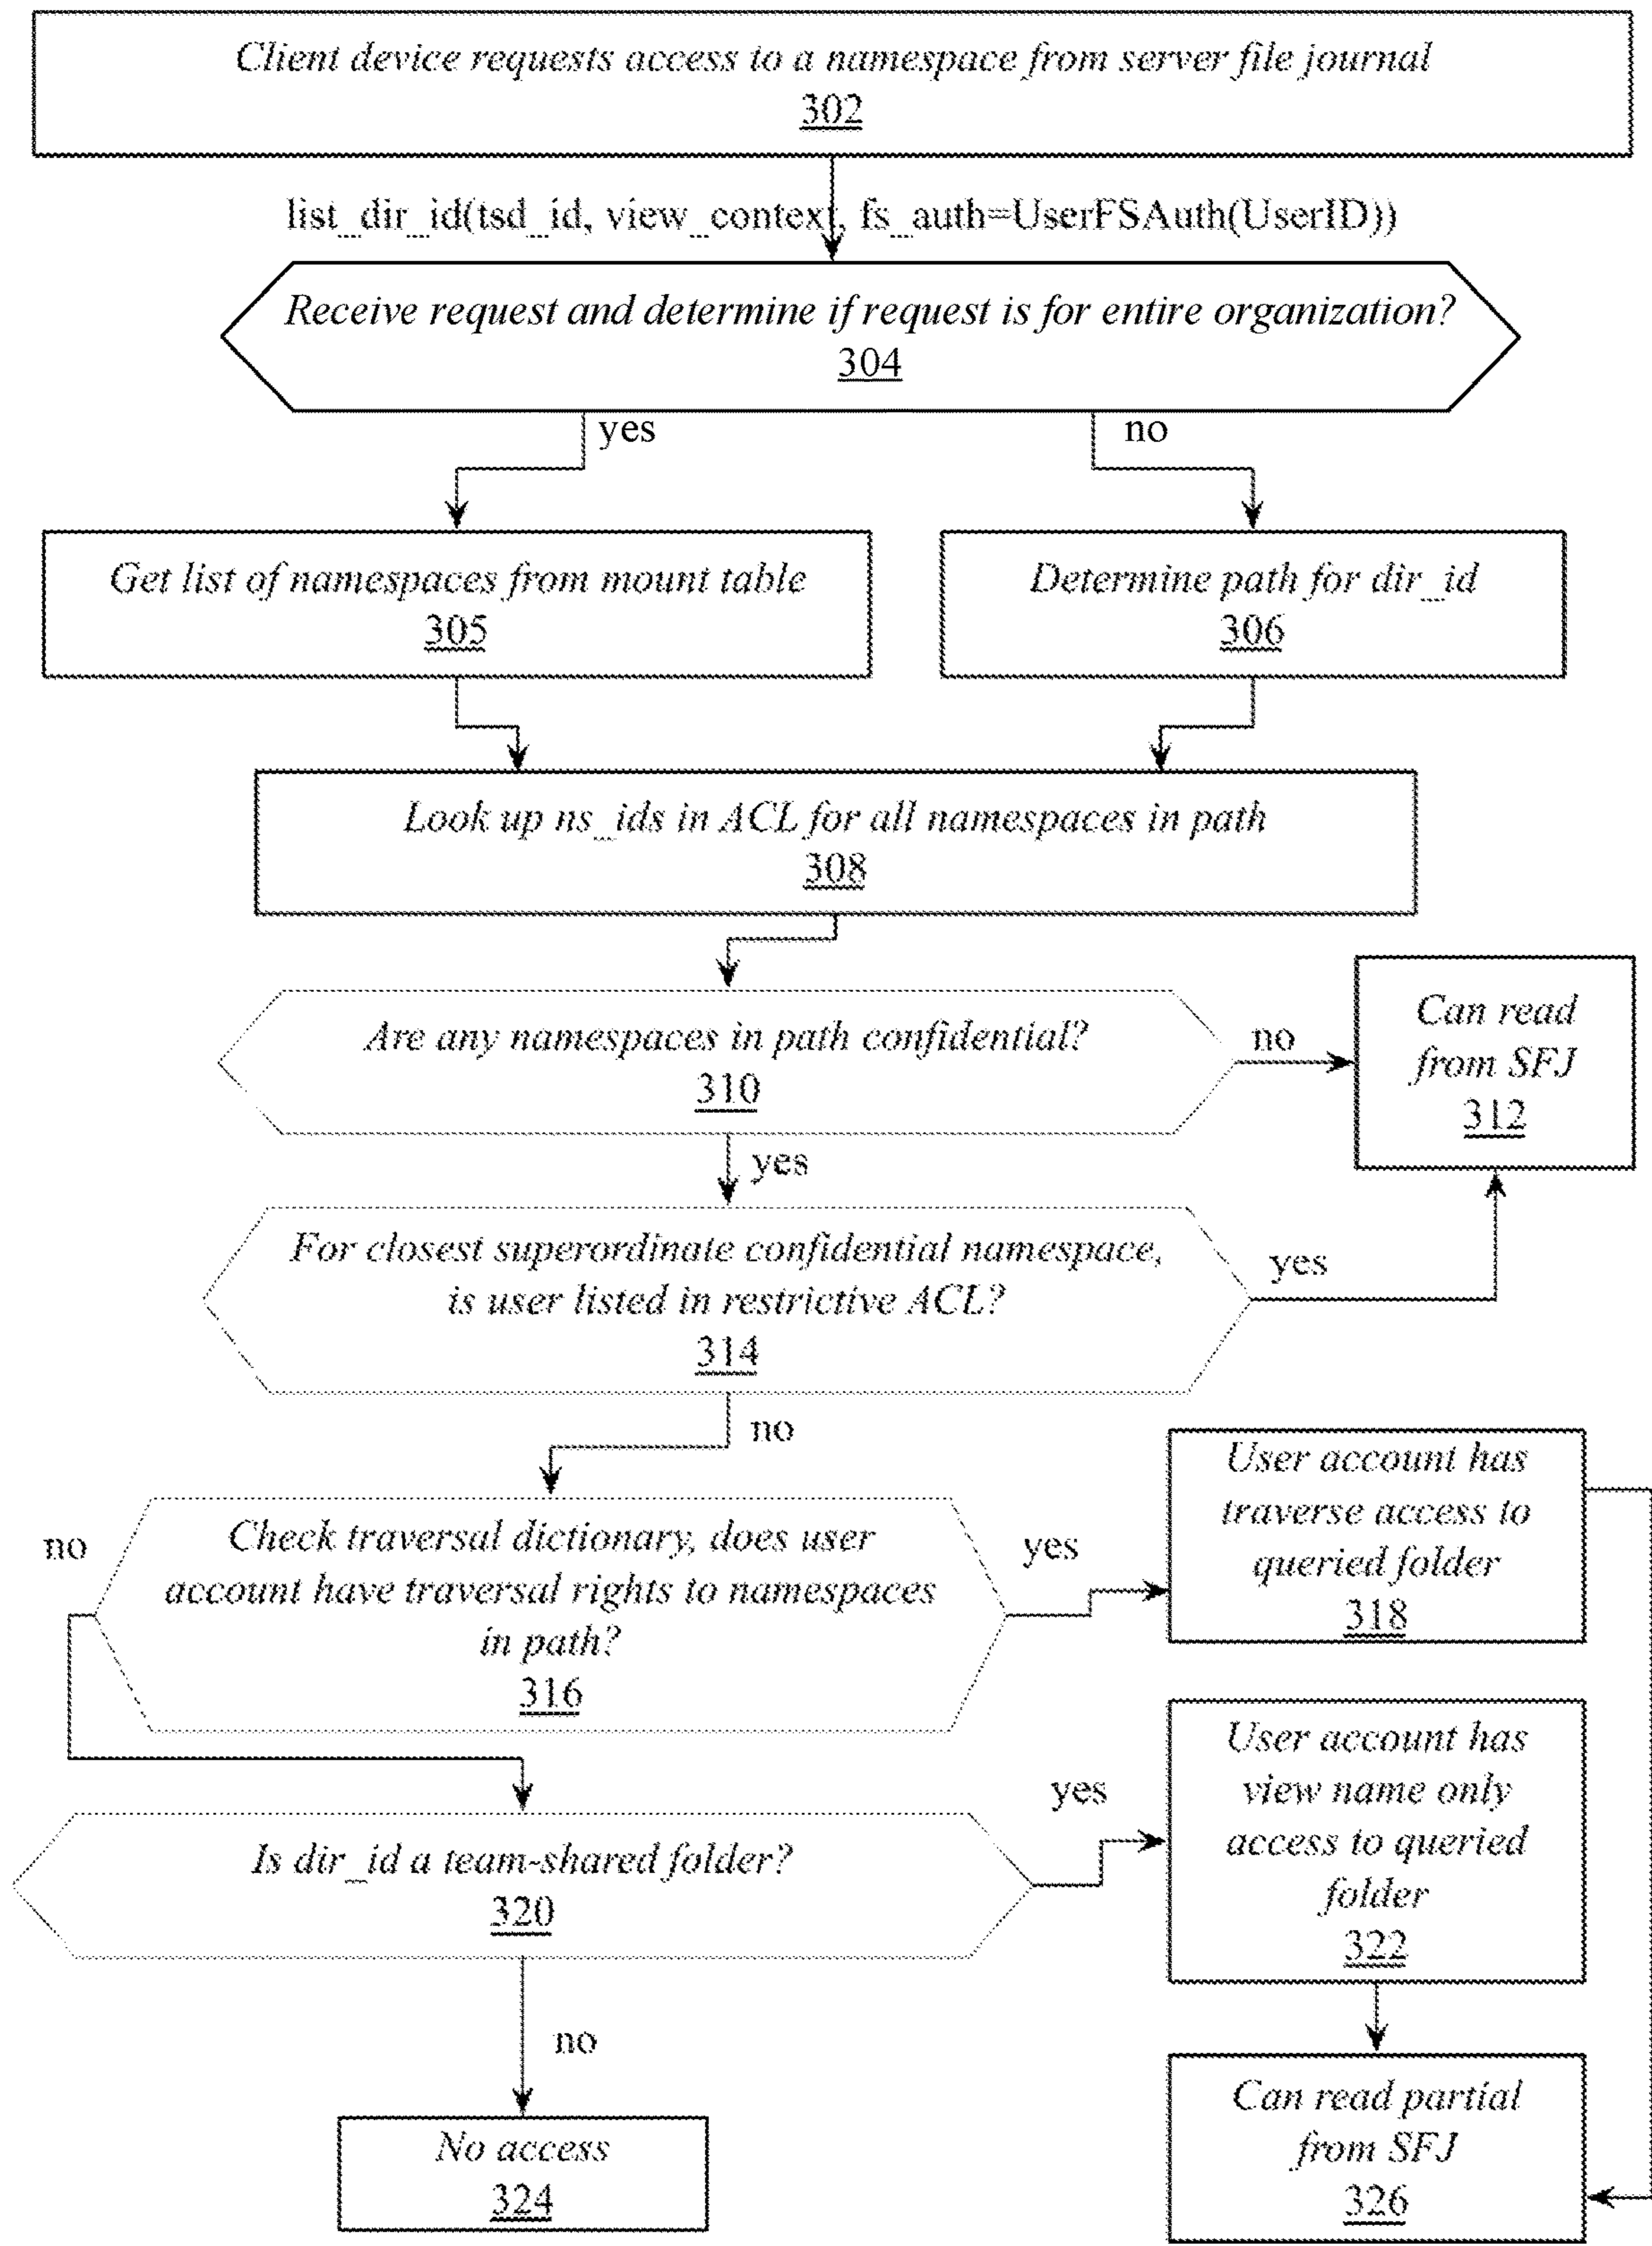 Client device requests access to a namespace from server file journal
302
list_dir_id(tsd_id, view_context, fs_auth=UserFSAuth(UserID))
Receive request and determine if request is for entire organization?
304
yes
no
Get list of namespaces from mount table
305
Determine path for dir_id
306
Look up ns_ids in ACL for all namespaces in path
308
Are any namespaces in path confidential?
310
no
Can read
from SFJ
312
yes
For closest superordinate confidential namespace,
is user listed in restrictive ACL?
314
yes
no
Check traversal dictionary, does user
account have traversal rights to namespaces
in path?
316
no
yes
User account has
traverse access to
queried folder
318
Is dir_id a team-shared folder?
320
yes
User account has
view name only
access to queried
folder
322
no
No access
324
Can read partial
from SFJ
326